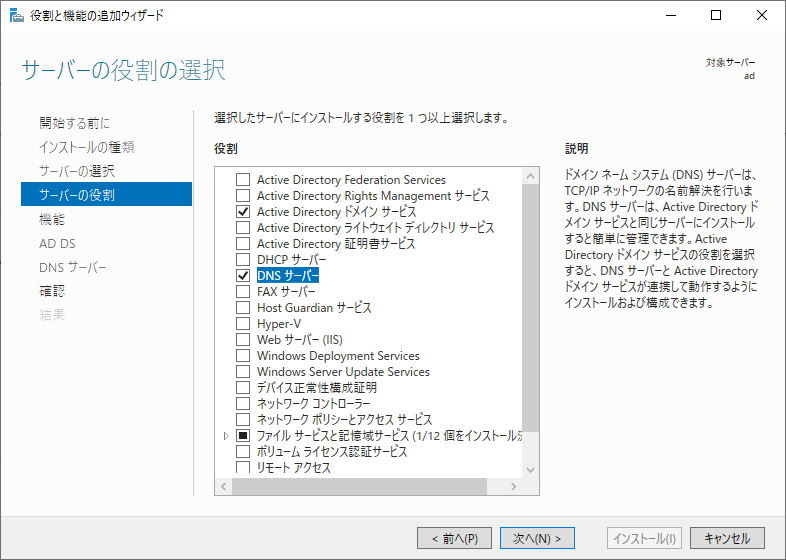 役割と機能の追加ウィザード
サーバーの役割の選択
対象サーバー
ad
開始する前に
インストールの種類
サーバーの選択
サーバーの役割
機能
AD DS
DNS サーバー
確認
結果
選択したサーバーにインストールする役割を 1 つ以上選択します。
役割
Active Directory Federation Services
Active Directory Rights Management サービス
Active Directory ドメイン サービス
Active Directory ライトウェイト ディレクトリ サービス
Active Directory 証明書サービス
DHCP サーバー
DNS サーバー
FAX サーバー
Host Guardian サービス
Hyper-V
Web サーバー (IIS)
Windows Deployment Services
Windows Server Update Services
デバイス正常性構成証明
ネットワーク コントローラー
ネットワーク ポリシーとアクセス サービス
ファイル サービスと記憶域サービス (1/12 個をインストール済
ボリューム ライセンス認証サービス
リモート アクセス
説明
ドメイン ネーム システム (DNS) サーバーは、
TCP/IP ネットワークの名前解決を行いま
す。DNS サーバーは、Active Directory ド
メイン サービスと同じサーバーにインストール
すると簡単に管理できます。Active
Directory ドメイン サービスの役割を選択
すると、DNS サーバーと Active Directory
ドメイン サービスが連携して動作するように
インストールおよび構成できます。
< 前へ(P)
次へ(N) >
インストール(I)
キャンセル